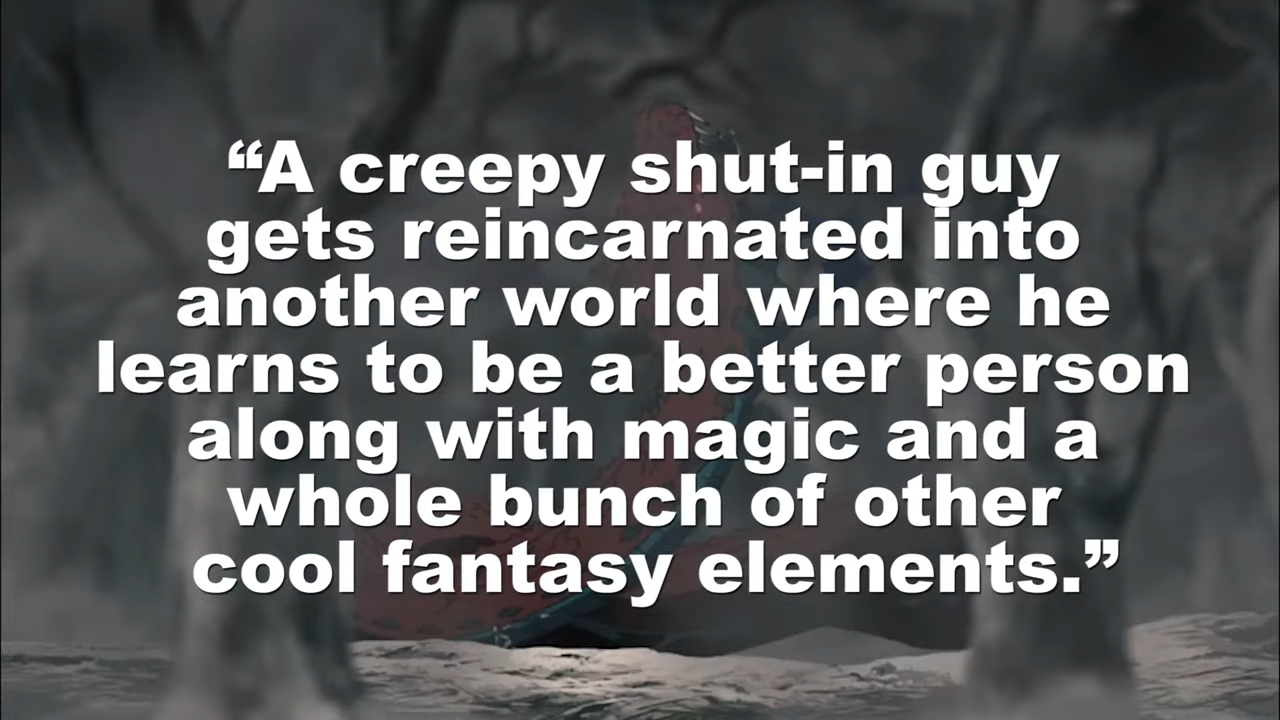 “A creepy shut-in guy
gets reincarnated into
another world where he
learns to be a better person
along with magic and a
whole bunch of other
cool fantasy elements.”